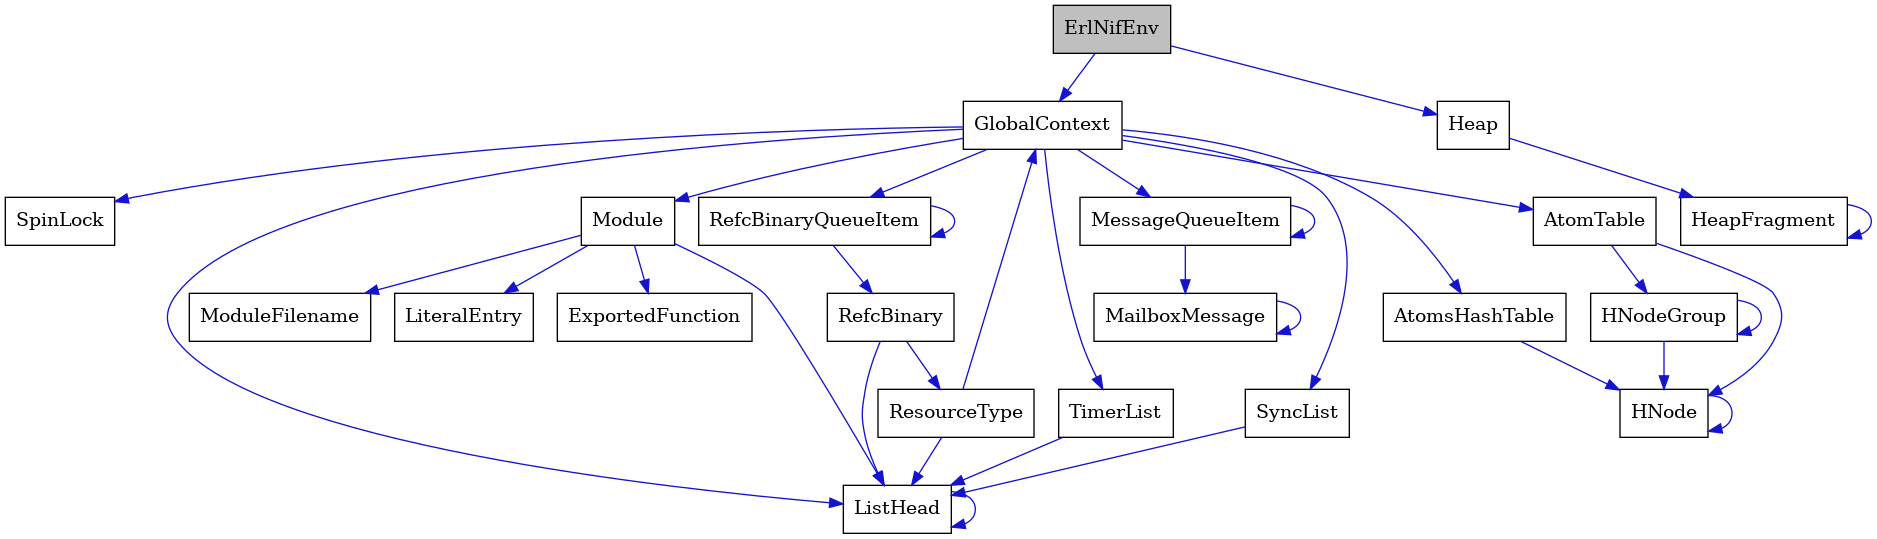 ErlNifEnv
GlobalContext
Heap
SpinLock
Module
RefcBinaryQueueItem
MessageQueueItem
AtomTable
HeapFragment
ModuleFilename
LiteralEntry
ExportedFunction
RefcBinary
MailboxMessage
AtomsHashTable
HNodeGroup
ResourceType
TimerList
SyncList
HNode
ListHead